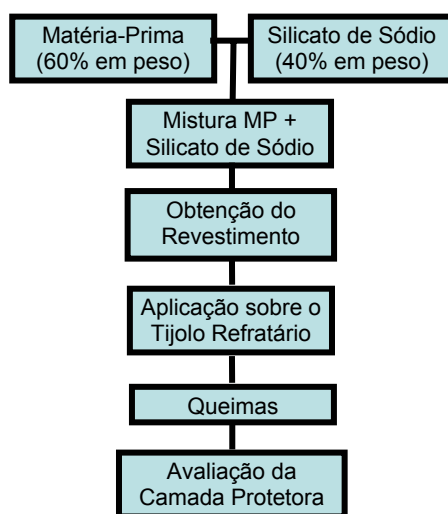 Matéria-Prima
(60% em peso)
Silicato de Sódio
(40% em peso)
Mistura MP +
Silicato de Sódio
Obtenção do
Revestimento
Aplicação sobre o
Tijolo Refratário
Queimas
Avaliação da
Camada Protetora